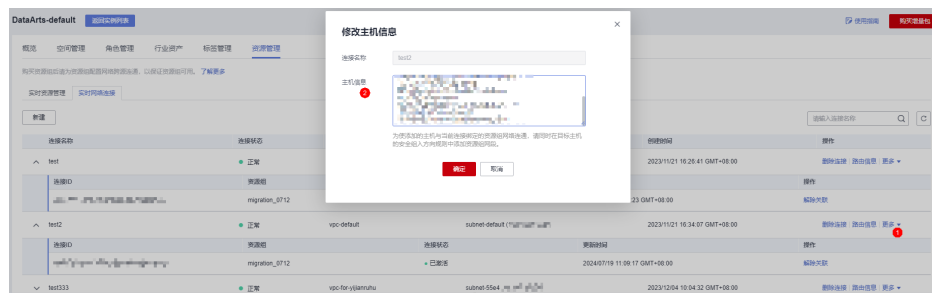 DataArts-default 返回实例列表 使用指南 购买增量包
概览 空间管理 角色管理 行业资产 标签管理 资源管理
购买资源组后请为资源组配置网络跨源连通，以保证资源组可用。 了解更多
实时资源管理 实时网络连接
新建 请输入连接名称 C
连接名称 连接状态 创建时间 操作
test 正常 2023/11/21 16:26:41 GMT+08:00 删除连接 路由信息 更多
连接ID 资源组 操作
migration_0712 :23 GMT+08:00 解除关联
test2 正常 vpc-default subnet-default ( 2023/11/21 16:34:07 GMT+08:00 删除连接 路由信息 更多
1
连接ID 资源组 连接状态 更新时间 操作
migration_0712 已激活 2024/07/19 11:09:17 GMT+08:00 解除关联
test333 正常 vpc-for-yijianruhu subnet-55e4 2023/12/04 10:04:32 GMT+08:00 删除连接 路由信息 更多
修改主机信息
连接名称 test2
主机信息
2
为使添加的主机与当前连接绑定的资源组网络连通，请同时在目标主机
的安全组入方向规则中添加资源组网段。
确定 取消